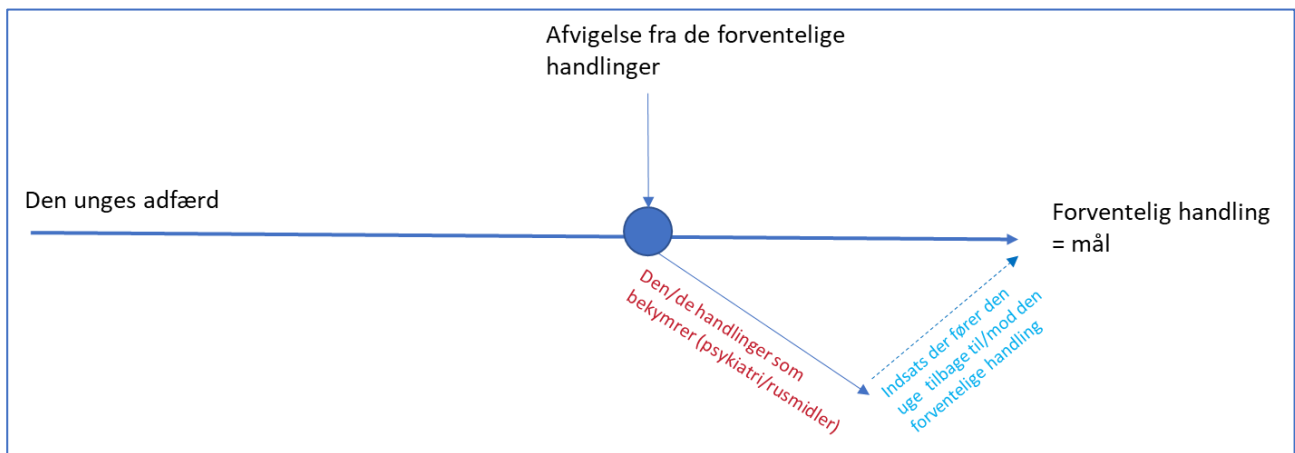 Afvigelse fra de forventelige
handlinger
Den unges adfærd
Forventelig handling
= mål
Den/de handlinger som
bekymrer (psykiatri/rusmidler)
Indsats der fører den
uge tilbage til/mod den
forventelige handling